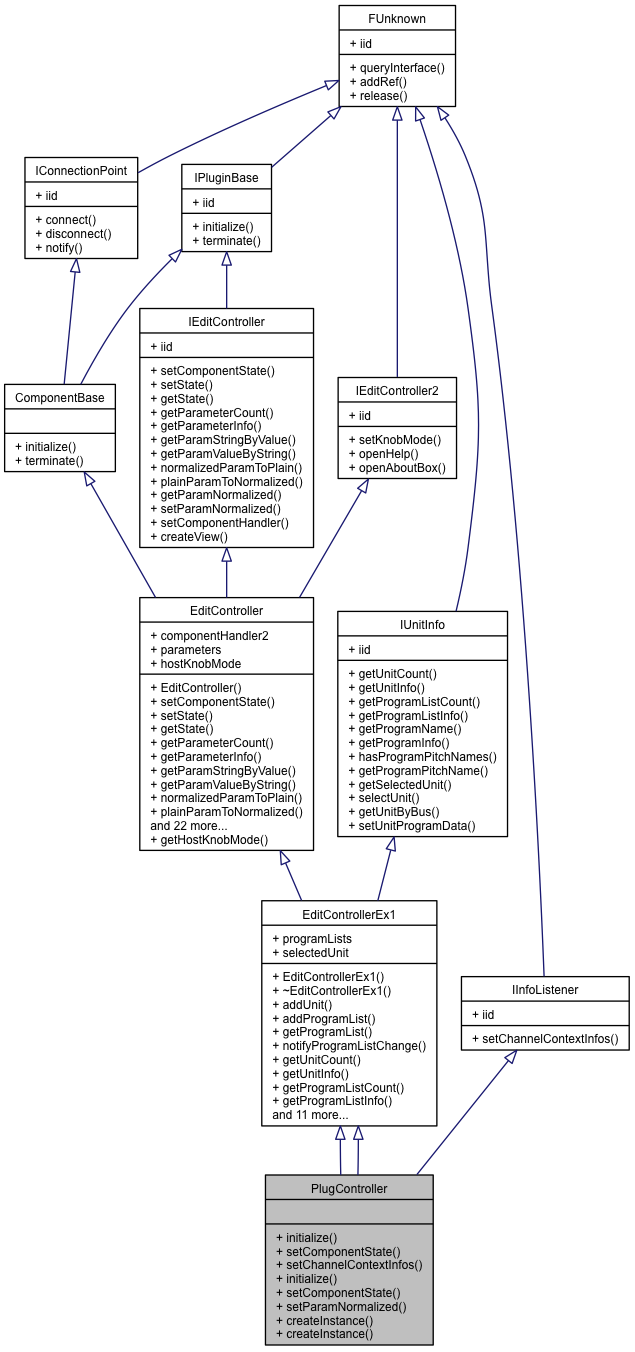 FUnknown
+ iid
+ queryInterface()
+ addRef()
+ release()
IConnectionPoint
+ iid
+ connect()
+ disconnect()
+ notify()
IPluginBase
+ iid
+ initialize()
+ terminate()
IEditController
+ iid
+ setComponentState()
+ setState()
+ getState()
+ getParameterCount()
+ getParameterInfo()
+ getParamStringByValue()
+ getParamValueByString()
+ normalizedParamToPlain()
+ plainParamToNormalized()
+ getParamNormalized()
+ setParamNormalized()
+ setComponentHandler()
+ createView()
ComponentBase
+ initialize()
+ terminate()
IEditController2
+ iid
+ setKnobMode()
+ openHelp()
+ openAboutBox()
EditController
+ componentHandler2
+ parameters
+ hostKnobMode
+ EditController()
+ setComponentState()
+ setState()
+ getState()
+ getParameterCount()
+ getParameterInfo()
+ getParamStringByValue()
+ getParamValueByString()
+ normalizedParamToPlain()
+ plainParamToNormalized()
and 22 more...
+ getHostKnobMode()
IUnitInfo
+ iid
+ getUnitCount()
+ getUnitInfo()
+ getProgramListCount()
+ getProgramListInfo()
+ getProgramName()
+ getProgramInfo()
+ hasProgramPitchNames()
+ getProgramPitchName()
+ getSelectedUnit()
+ selectUnit()
+ getUnitByBus()
+ setUnitProgramData()
EditControllerEx1
+ programLists
+ selectedUnit
+ EditControllerEx1()
+ ~EditControllerEx1()
+ addUnit()
+ addProgramList()
+ getProgramList()
+ notifyProgramListChange()
+ getUnitCount()
+ getUnitInfo()
+ getProgramListCount()
+ getProgramListInfo()
and 11 more...
IInfoListener
+ iid
+ setChannelContextInfos()
PlugController
+ initialize()
+ setComponentState()
+ setChannelContextInfos()
+ initialize()
+ setComponentState()
+ setParamNormalized()
+ createInstance()
+ createInstance()